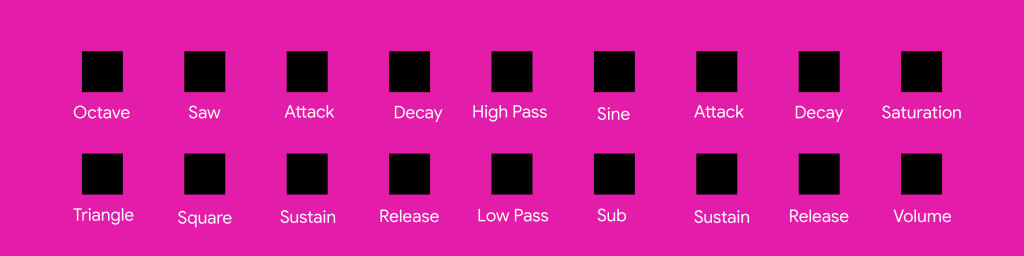 Octave Saw Attack Decay High Pass Sine Attack Decay Saturation
Triangle Square Sustain Release Low Pass Sub Sustain Release Volume